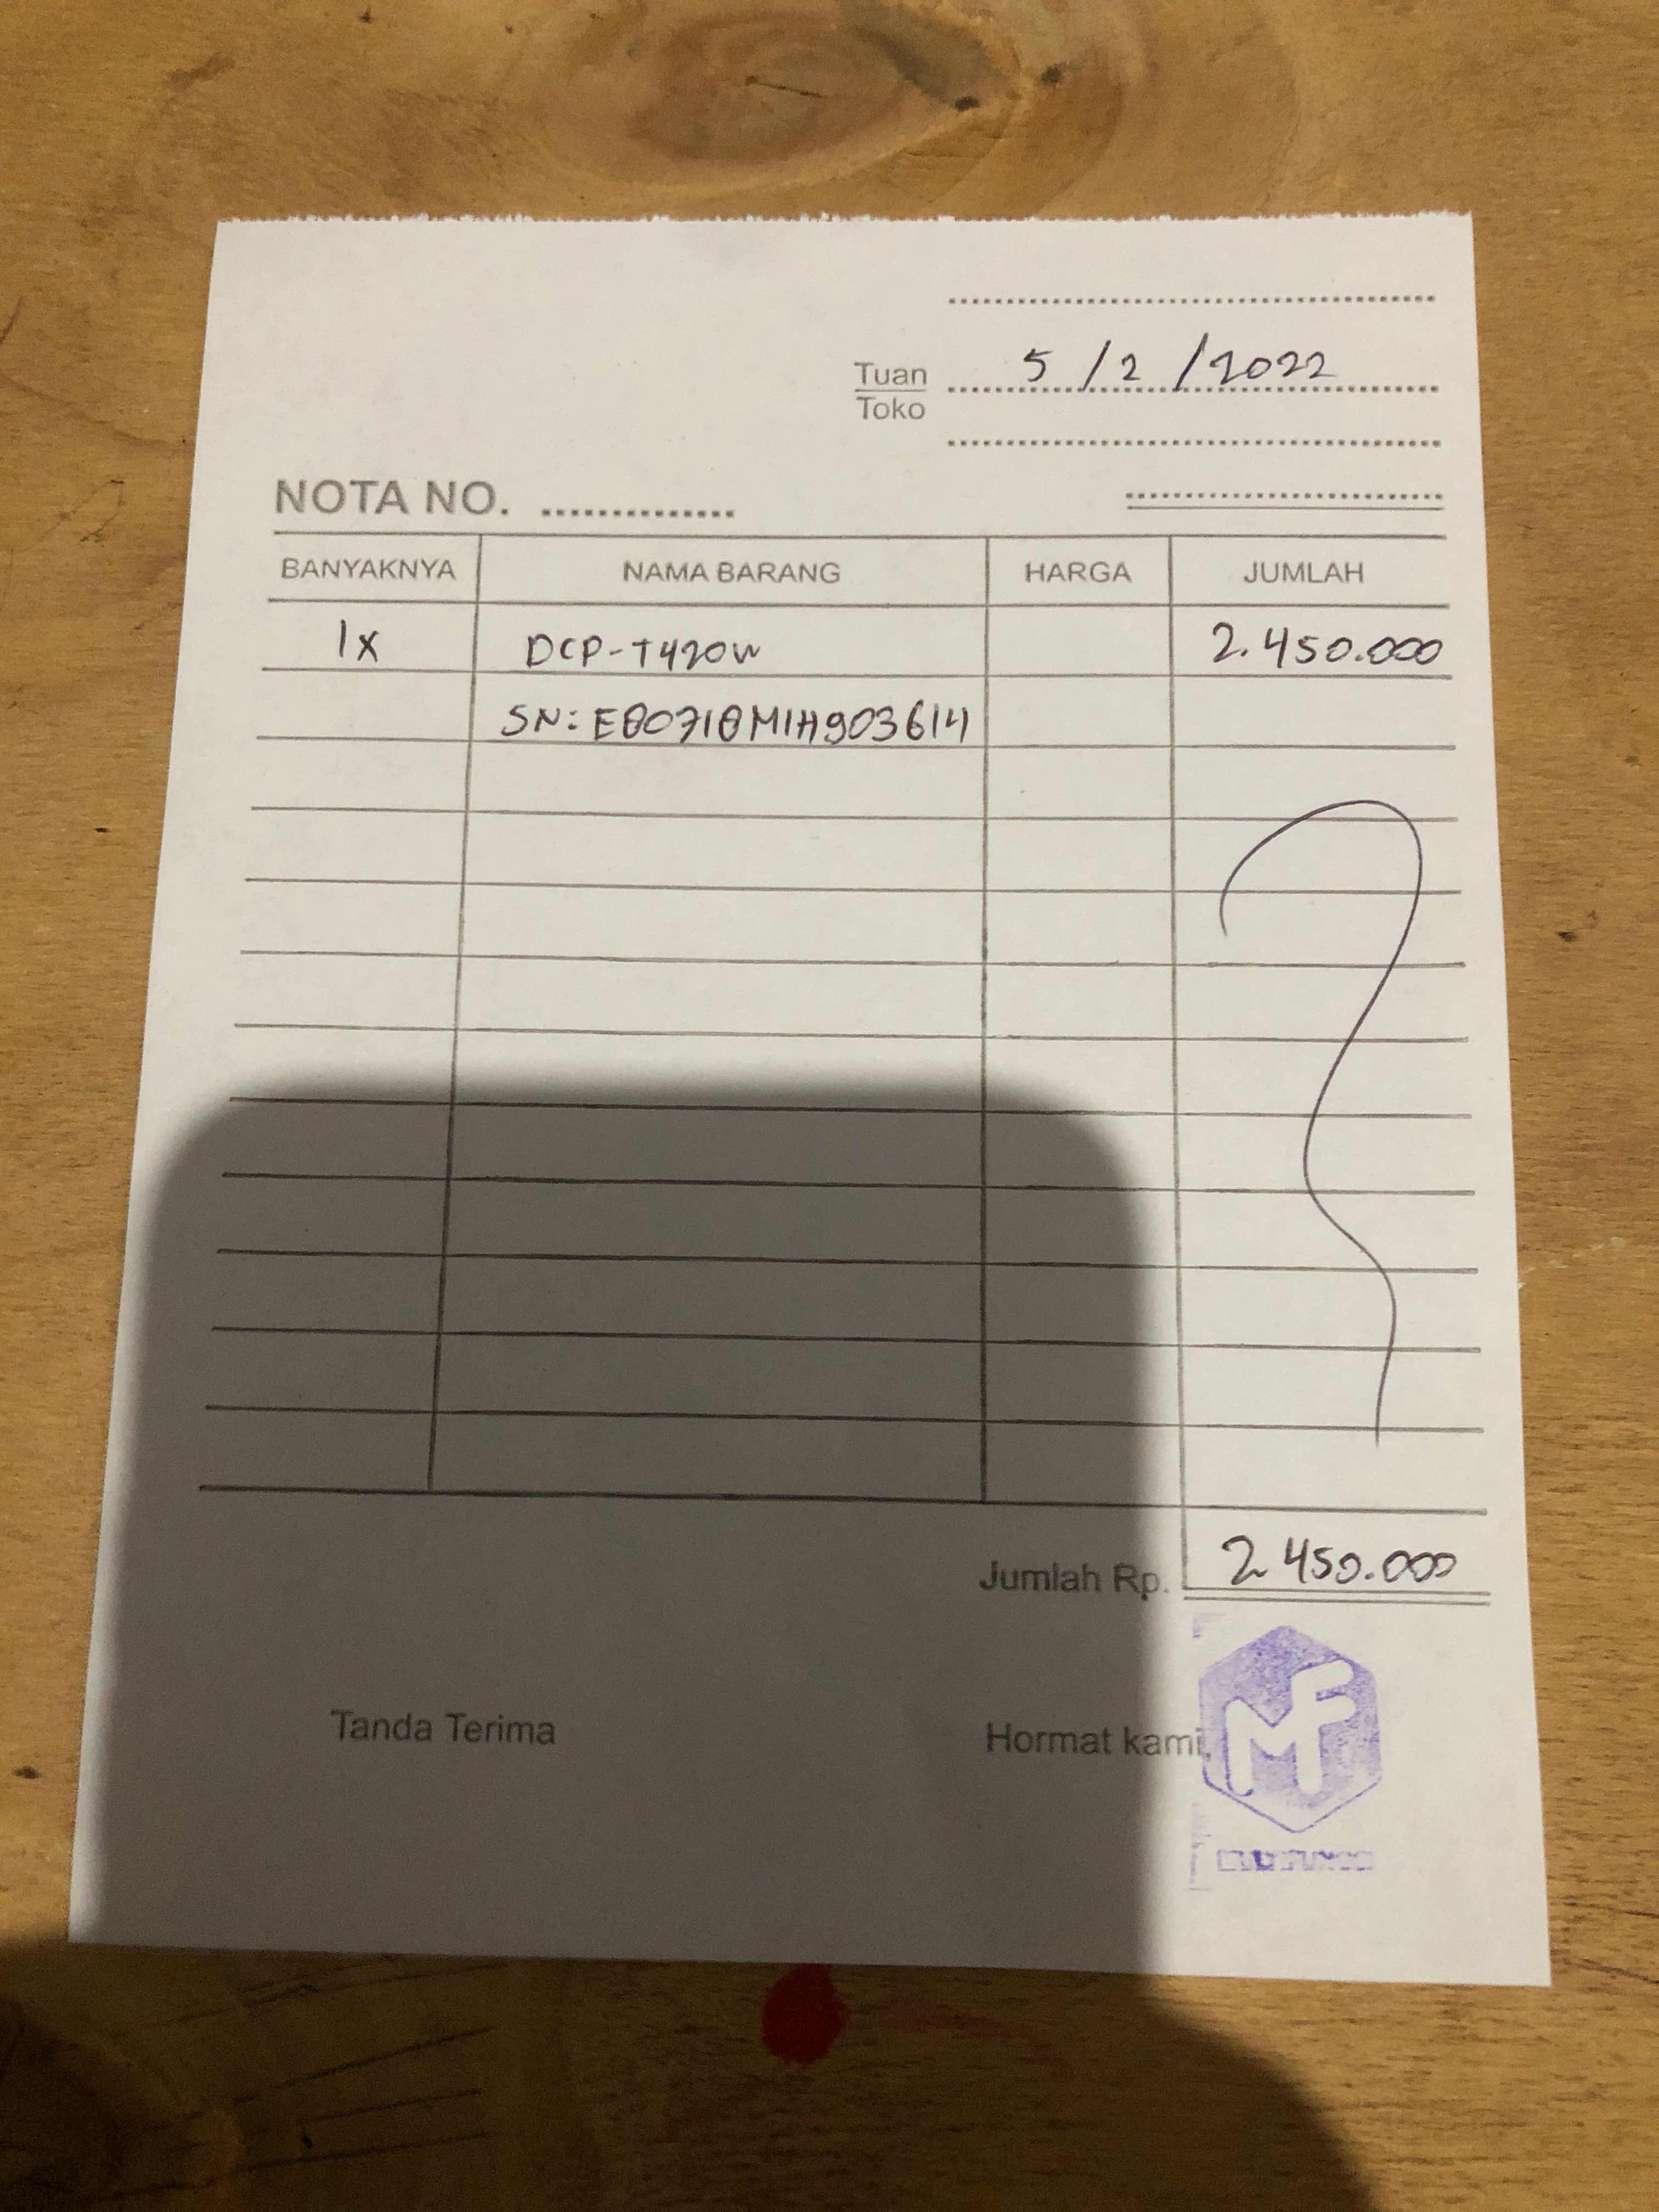 5 / 2 / 2022
Tuan
Toko
NOTA NO.
BANYAKNYA NAMA BARANG HARGA JUMLAH
1x DCP-T420W 2.450.000
SN: E80718M1H903614
Jumlah Rp. 2.450.000
Tanda Terima Hormat kami,
MF